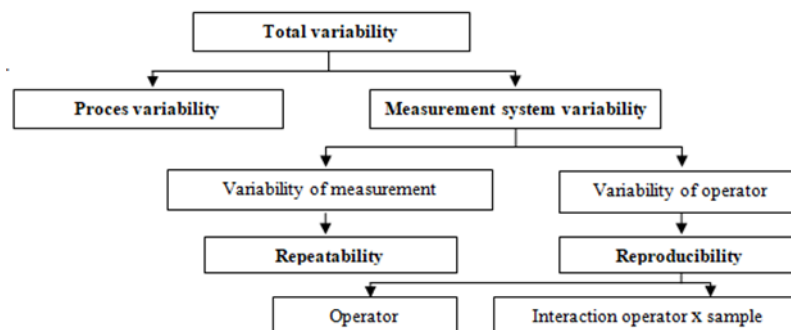 Total variability
Proces variability
Measurement system variability
Variability of measurement
Variability of operator
Repeatability
Reproducibility
Operator
Interaction operator x sample